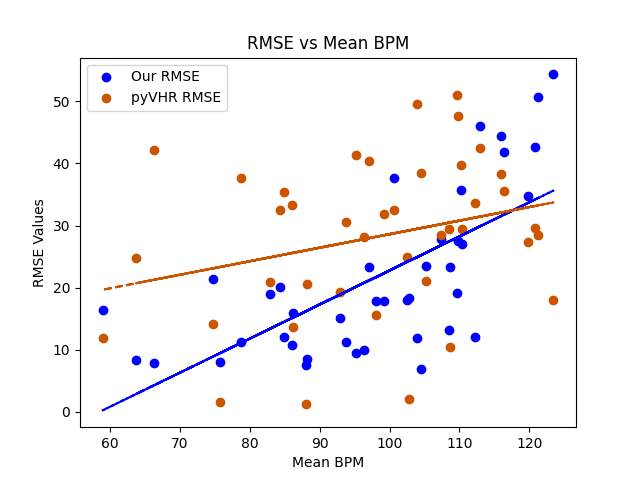 RMSE vs Mean BPM
Our RMSE
pyVHR RMSE
RMSE Values
50
40
30
20
10
0
60 70 80 90 100 110 120
Mean BPM